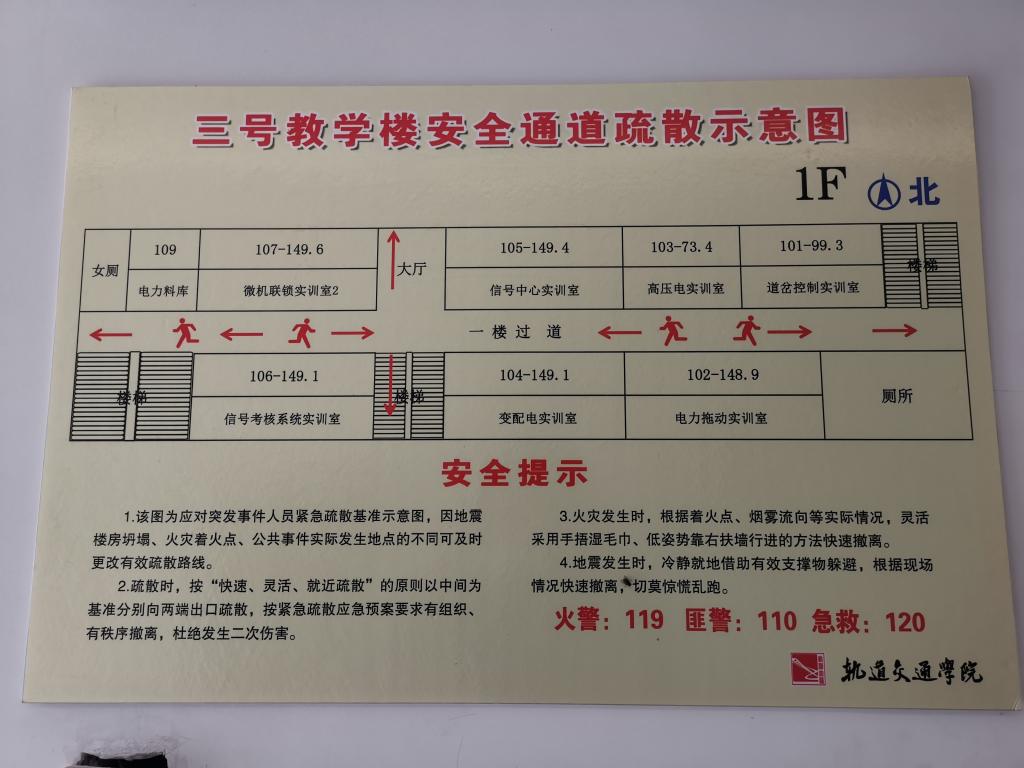 三号教学楼安全通道疏散示意图
1F 北
女厕
109
电力料库
107-149.6
微机联锁实训室2
大厅
105-149.4
信号中心实训室
103-73.4
高压电实训室
101-99.3
道岔控制实训室
楼梯
一楼过道
楼梯
106-149.1
信号考核系统实训室
楼梯
104-149.1
变配电实训室
102-148.9
电力拖动实训室
厕所
安全提示
1.该图为应对突发事件人员紧急疏散基准示意图，因地震
楼房坍塌、火灾着火点、公共事件实际发生地点的不同可及时
更改有效疏散路线。
2.疏散时，按“快速、灵活、就近疏散”的原则以中间为
基准分别向两端出口疏散，按紧急疏散应急预案要求有组织、
有秩序撤离，杜绝发生二次伤害。
3.火灾发生时，根据着火点、烟雾流向等实际情况，灵活
采用手捂湿毛巾、低姿势靠右扶墙行进的方法快速撤离。
4.地震发生时，冷静就地借助有效支撑物躲避，根据现场
情况快速撤离，切莫惊慌乱跑。
火警：119 匪警：110 急救：120
轨道交通学院